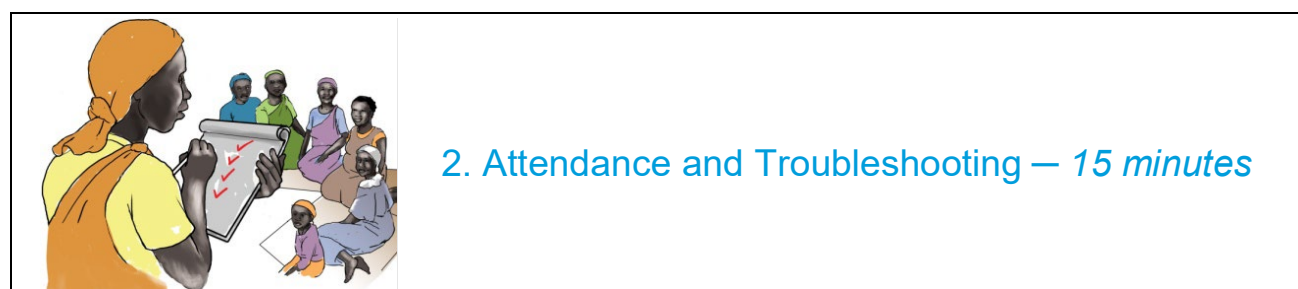 2. Attendance and Troubleshooting — 15 minutes